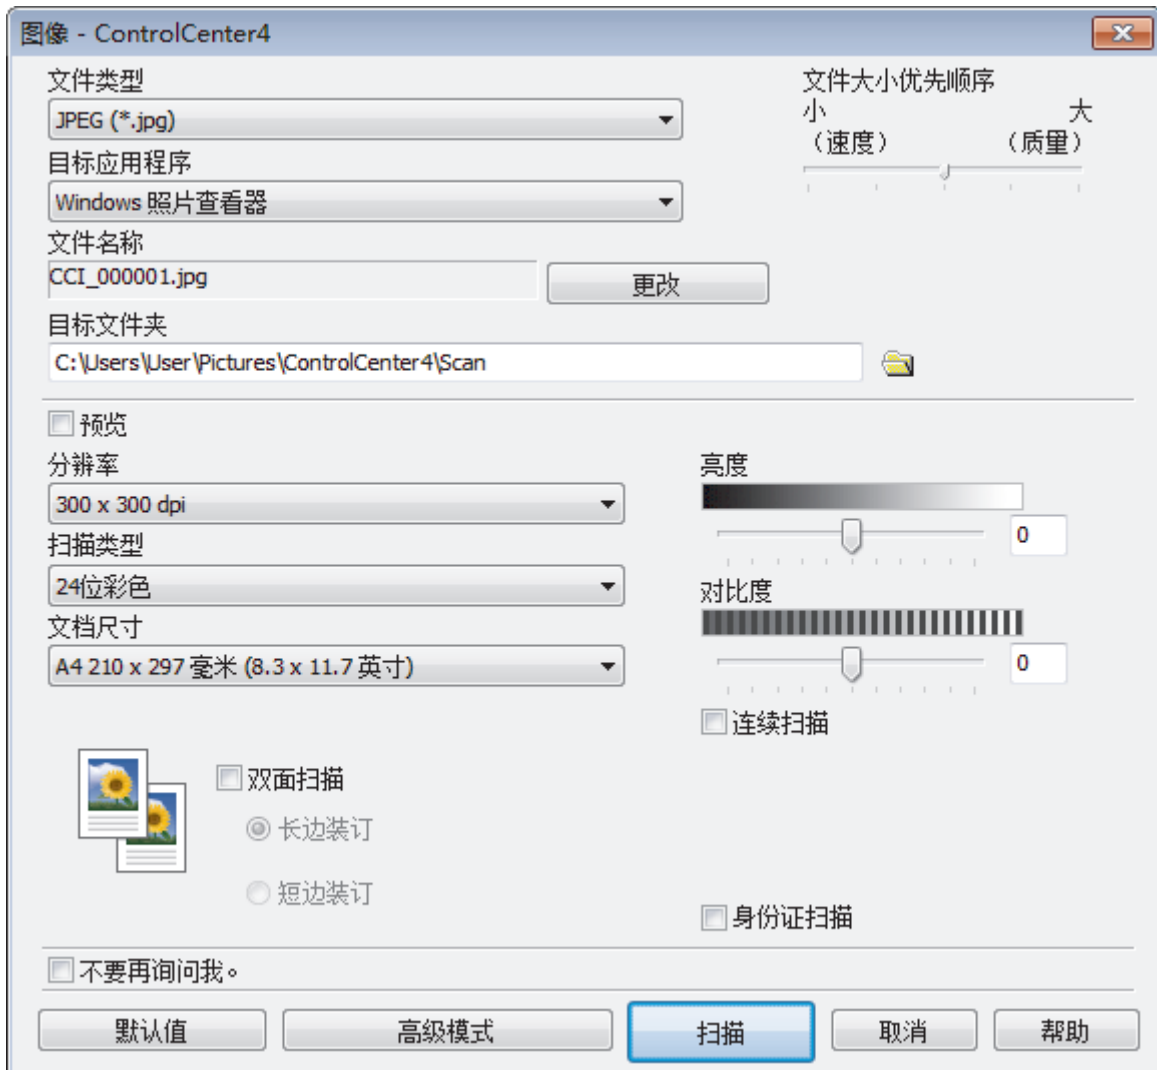 图像 - ControlCenter4
文件类型
JPEG (*.jpg)
目标应用程序
Windows 照片查看器
文件名称
CCI_000001.jpg
更改
目标文件夹
C:\Users\User\Pictures\ControlCenter4\Scan
文件大小优先顺序
小 大
（速度） （质量）
预览
分辨率
300 x 300 dpi
扫描类型
24位彩色
文档尺寸
A4 210 x 297 毫米 (8.3 x 11.7 英寸)
亮度
0
对比度
0
连续扫描
双面扫描
长边装订
短边装订
身份证扫描
不要再询问我。
默认值 高级模式 扫描 取消 帮助